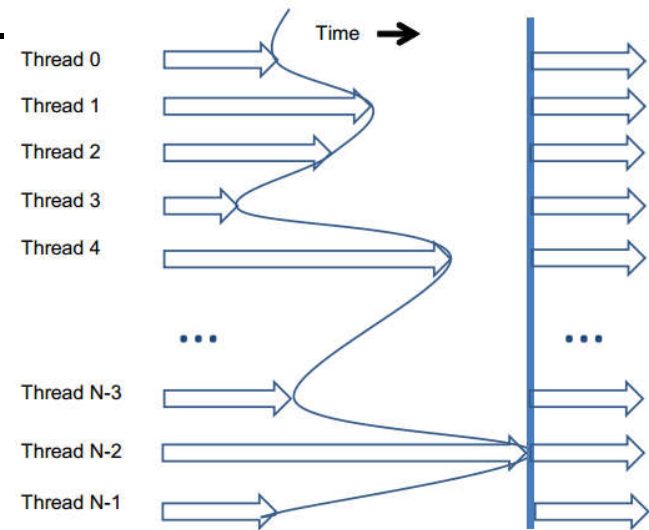 Time
Thread 0
Thread 1
Thread 2
Thread 3
Thread 4
... ...
Thread N-3
Thread N-2
Thread N-1